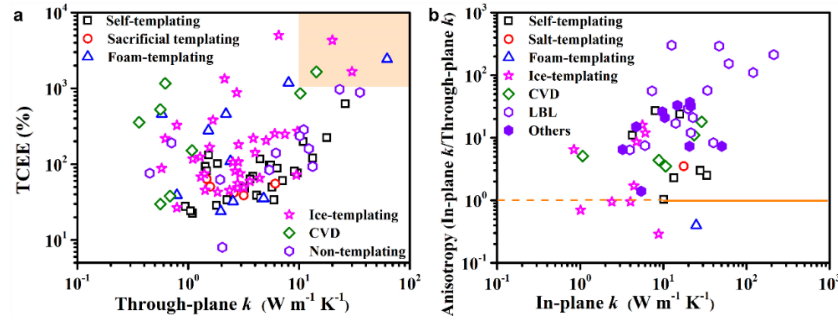 a
TCEE (%)
10^4
10^3
10^2
10^1
Self-templating
Sacrificial templating
Foam-templating
Ice-templating
CVD
Non-templating
10^-1
10^0
10^1
10^2
Through-plane k (W m^-1 K^-1)
b
Anisotropy (In-plane k/Through-plane k)
10^3
10^2
10^1
10^0
10^-1
Self-templating
Salt-templating
Foam-templating
Ice-templating
CVD
LBL
Others
10^-1
10^0
10^1
10^2
10^3
In-plane k (W m^-1 K^-1)